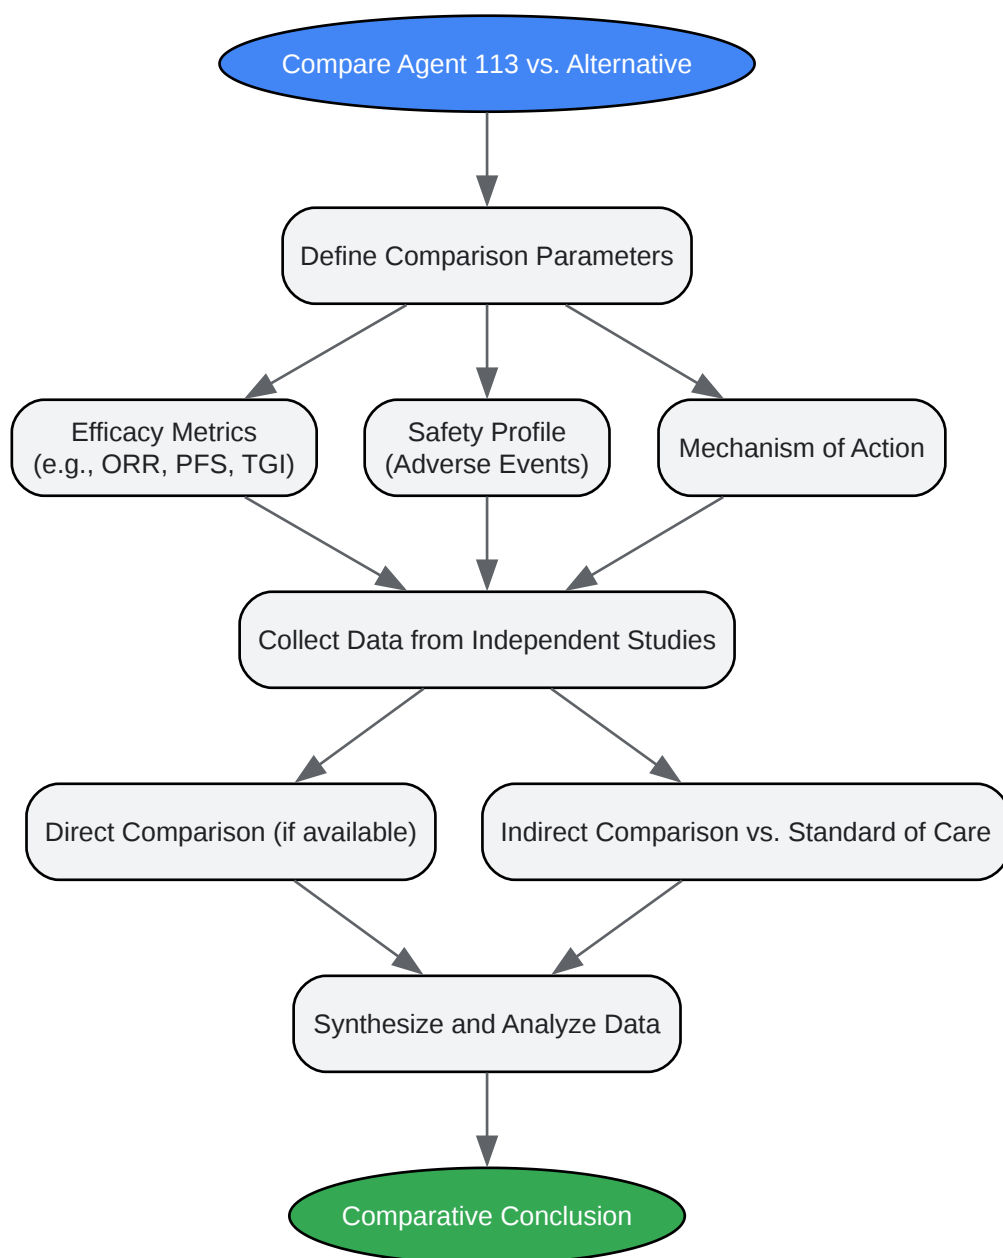 Compare Agent 113 vs. Alternative
Define Comparison Parameters
Efficacy Metrics
(e.g., ORR, PFS, TGI)
Safety Profile
(Adverse Events)
Mechanism of Action
Collect Data from Independent Studies
Direct Comparison (if available)
Indirect Comparison vs. Standard of Care
Synthesize and Analyze Data
Comparative Conclusion